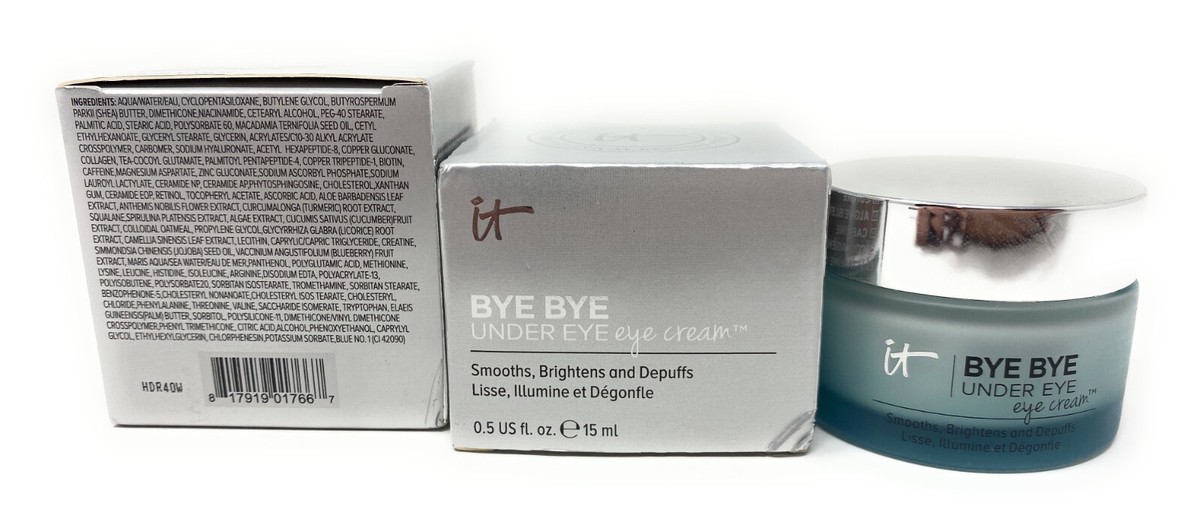 INGREDIENTS: AQUA/WATER/EAU, CYCLOPENTASILOXANE, BUTYLENE GLYCOL, BUTYROSPERMUM
PARKII (SHEA) BUTTER, DIMETHICONE,NIACINAMIDE, CETEARYL ALCOHOL, PEG-40 STEARATE,
PALMITIC ACID, STEARIC ACID, POLYSORBATE 60, MACADAMIA TERNIFOLIA SEED OIL, CETYL
ETHYLHEXANOATE, GLYCERYL STEARATE, GLYCERIN, ACRYLATES/C10-30 ALKYL ACRYLATE
CROSSPOLYMER, CARBOMER, SODIUM HYALURONATE, ACETYL HEXAPEPTIDE-8, COPPER GLUCONATE,
COLLAGEN, TEA-COCOYL GLUTAMATE, PALMITOYL PENTAPEPTIDE-4, COPPER TRIPEPTIDE-1, BIOTIN,
CAFFEINE,MAGNESIUM ASPARTATE, ZINC GLUCONATE,SODIUM ASCORBYL PHOSPHATE,SODIUM
LAUROYL LACTYLATE, CERAMIDE NP, CERAMIDE AP,PHYTOSPHINGOSINE, CHOLESTEROL,XANTHAN
GUM, CERAMIDE EOP, RETINOL, TOCOPHERYL ACETATE, ASCORBIC ACID, ALOE BARBADENSIS LEAF
EXTRACT, ANTHEMIS NOBILIS FLOWER EXTRACT, CURCUMALONGA (TURMERIC) ROOT EXTRACT,
SQUALANE,SPIRULINA PLATENSIS EXTRACT, ALGAE EXTRACT, CUCUMIS SATIVUS (CUCUMBER)FRUIT
EXTRACT, COLLOIDAL OATMEAL, PROPYLENE GLYCOL,GLYCYRRHIZA GLABRA (LICORICE) ROOT
EXTRACT, CAMELLIA SINENSIS LEAF EXTRACT, LECITHIN, CAPRYLIC/CAPRIC TRIGLYCERIDE, CREATINE,
SIMMONDSIA CHINENSIS (JOJOBA) SEED OIL, VACCINIUM ANGUSTIFOLIUM (BLUEBERRY) FRUIT
EXTRACT, MARIS AQUA/SEA WATER/EAU DE MER,PANTHENOL, POLYGLUTAMIC ACID, METHIONINE,
LYSINE, LEUCINE, HISTIDINE, ISOLEUCINE, ARGININE,DISODIUM EDTA, POLYACRYLATE-13,
POLYISOBUTENE, POLYSORBATE20, SORBITAN ISOSTEARATE, TROMETHAMINE, SORBITAN STEARATE,
BENZOPHENONE-5,CHOLESTERYL NONANOATE,CHOLESTERYL ISOSTEARATE, CHOLESTERYL,
CHLORIDE,PHENYLALANINE, THREONINE, VALINE, SACCHARIDE ISOMERATE, TRYPTOPHAN, ELAEIS
GUINEENSIS(PALM) BUTTER, SORBITOL, POLYSILICONE-11, DIMETHICONE/VINYL DIMETHICONE
CROSSPOLYMER,PHENYL TRIMETHICONE, CITRIC ACID,ALCOHOL,PHENOXYETHANOL, CAPRYLYL
GLYCOL, ETHYLHEXYLGLYCERIN, CHLORPHENESIN,POTASSIUM SORBATE,BLUE NO. 1 (CI 42090)
HDR40W
8 17919 01766 7
it
it
BYE BYE
UNDER EYE eye cream™
Smooths, Brightens and Depuffs
Lisse, Illumine et Dégonfle
0.5 US fl. oz. ℮ 15 ml
it
BYE BYE
UNDER EYE
eye cream™
Smooths, Brightens and Depuffs
Lisse, Illumine et Dégonfle